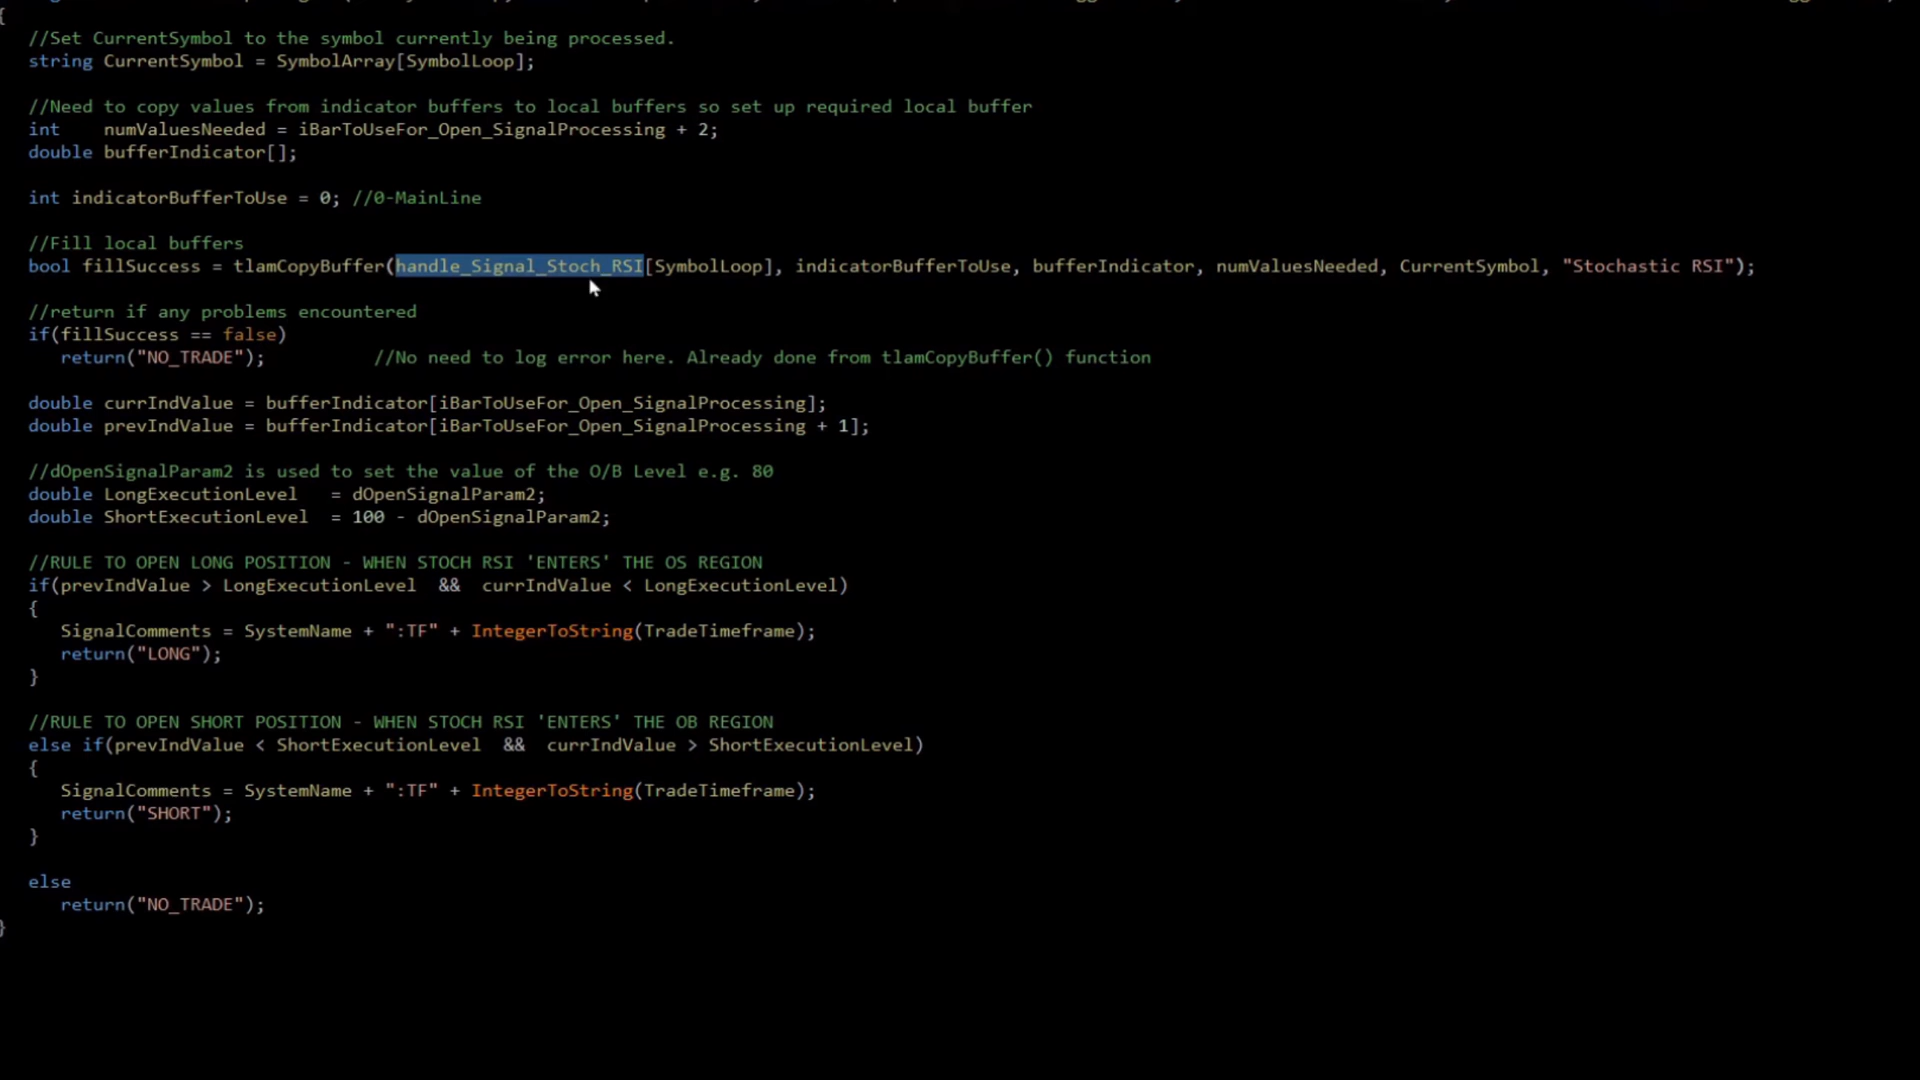 {
//Set CurrentSymbol to the symbol currently being processed.
string CurrentSymbol = SymbolArray[SymbolLoop];
//Need to copy values from indicator buffers to local buffers so set up required local buffer
int    numValuesNeeded = iBarToUseFor_Open_SignalProcessing + 2;
double bufferIndicator[];
int indicatorBufferToUse = 0; //0-MainLine
//Fill local buffers
bool fillSuccess = tlamCopyBuffer(handle_Signal_Stoch_RSI[SymbolLoop], indicatorBufferToUse, bufferIndicator, numValuesNeeded, CurrentSymbol, "Stochastic RSI");
//return if any problems encountered
if(fillSuccess == false)
return("NO_TRADE");          //No need to log error here. Already done from tlamCopyBuffer() function
double currIndValue = bufferIndicator[iBarToUseFor_Open_SignalProcessing];
double prevIndValue = bufferIndicator[iBarToUseFor_Open_SignalProcessing + 1];
//dOpenSignalParam2 is used to set the value of the O/B Level e.g. 80
double LongExecutionLevel   = dOpenSignalParam2;
double ShortExecutionLevel  = 100 - dOpenSignalParam2;
//RULE TO OPEN LONG POSITION - WHEN STOCH RSI 'ENTERS' THE OS REGION
if(prevIndValue > LongExecutionLevel  &&  currIndValue < LongExecutionLevel)
{
SignalComments = SystemName + ":TF" + IntegerToString(TradeTimeframe);
return("LONG");
}
//RULE TO OPEN SHORT POSITION - WHEN STOCH RSI 'ENTERS' THE OB REGION
else if(prevIndValue < ShortExecutionLevel  &&  currIndValue > ShortExecutionLevel)
{
SignalComments = SystemName + ":TF" + IntegerToString(TradeTimeframe);
return("SHORT");
}
else
return("NO_TRADE");
}